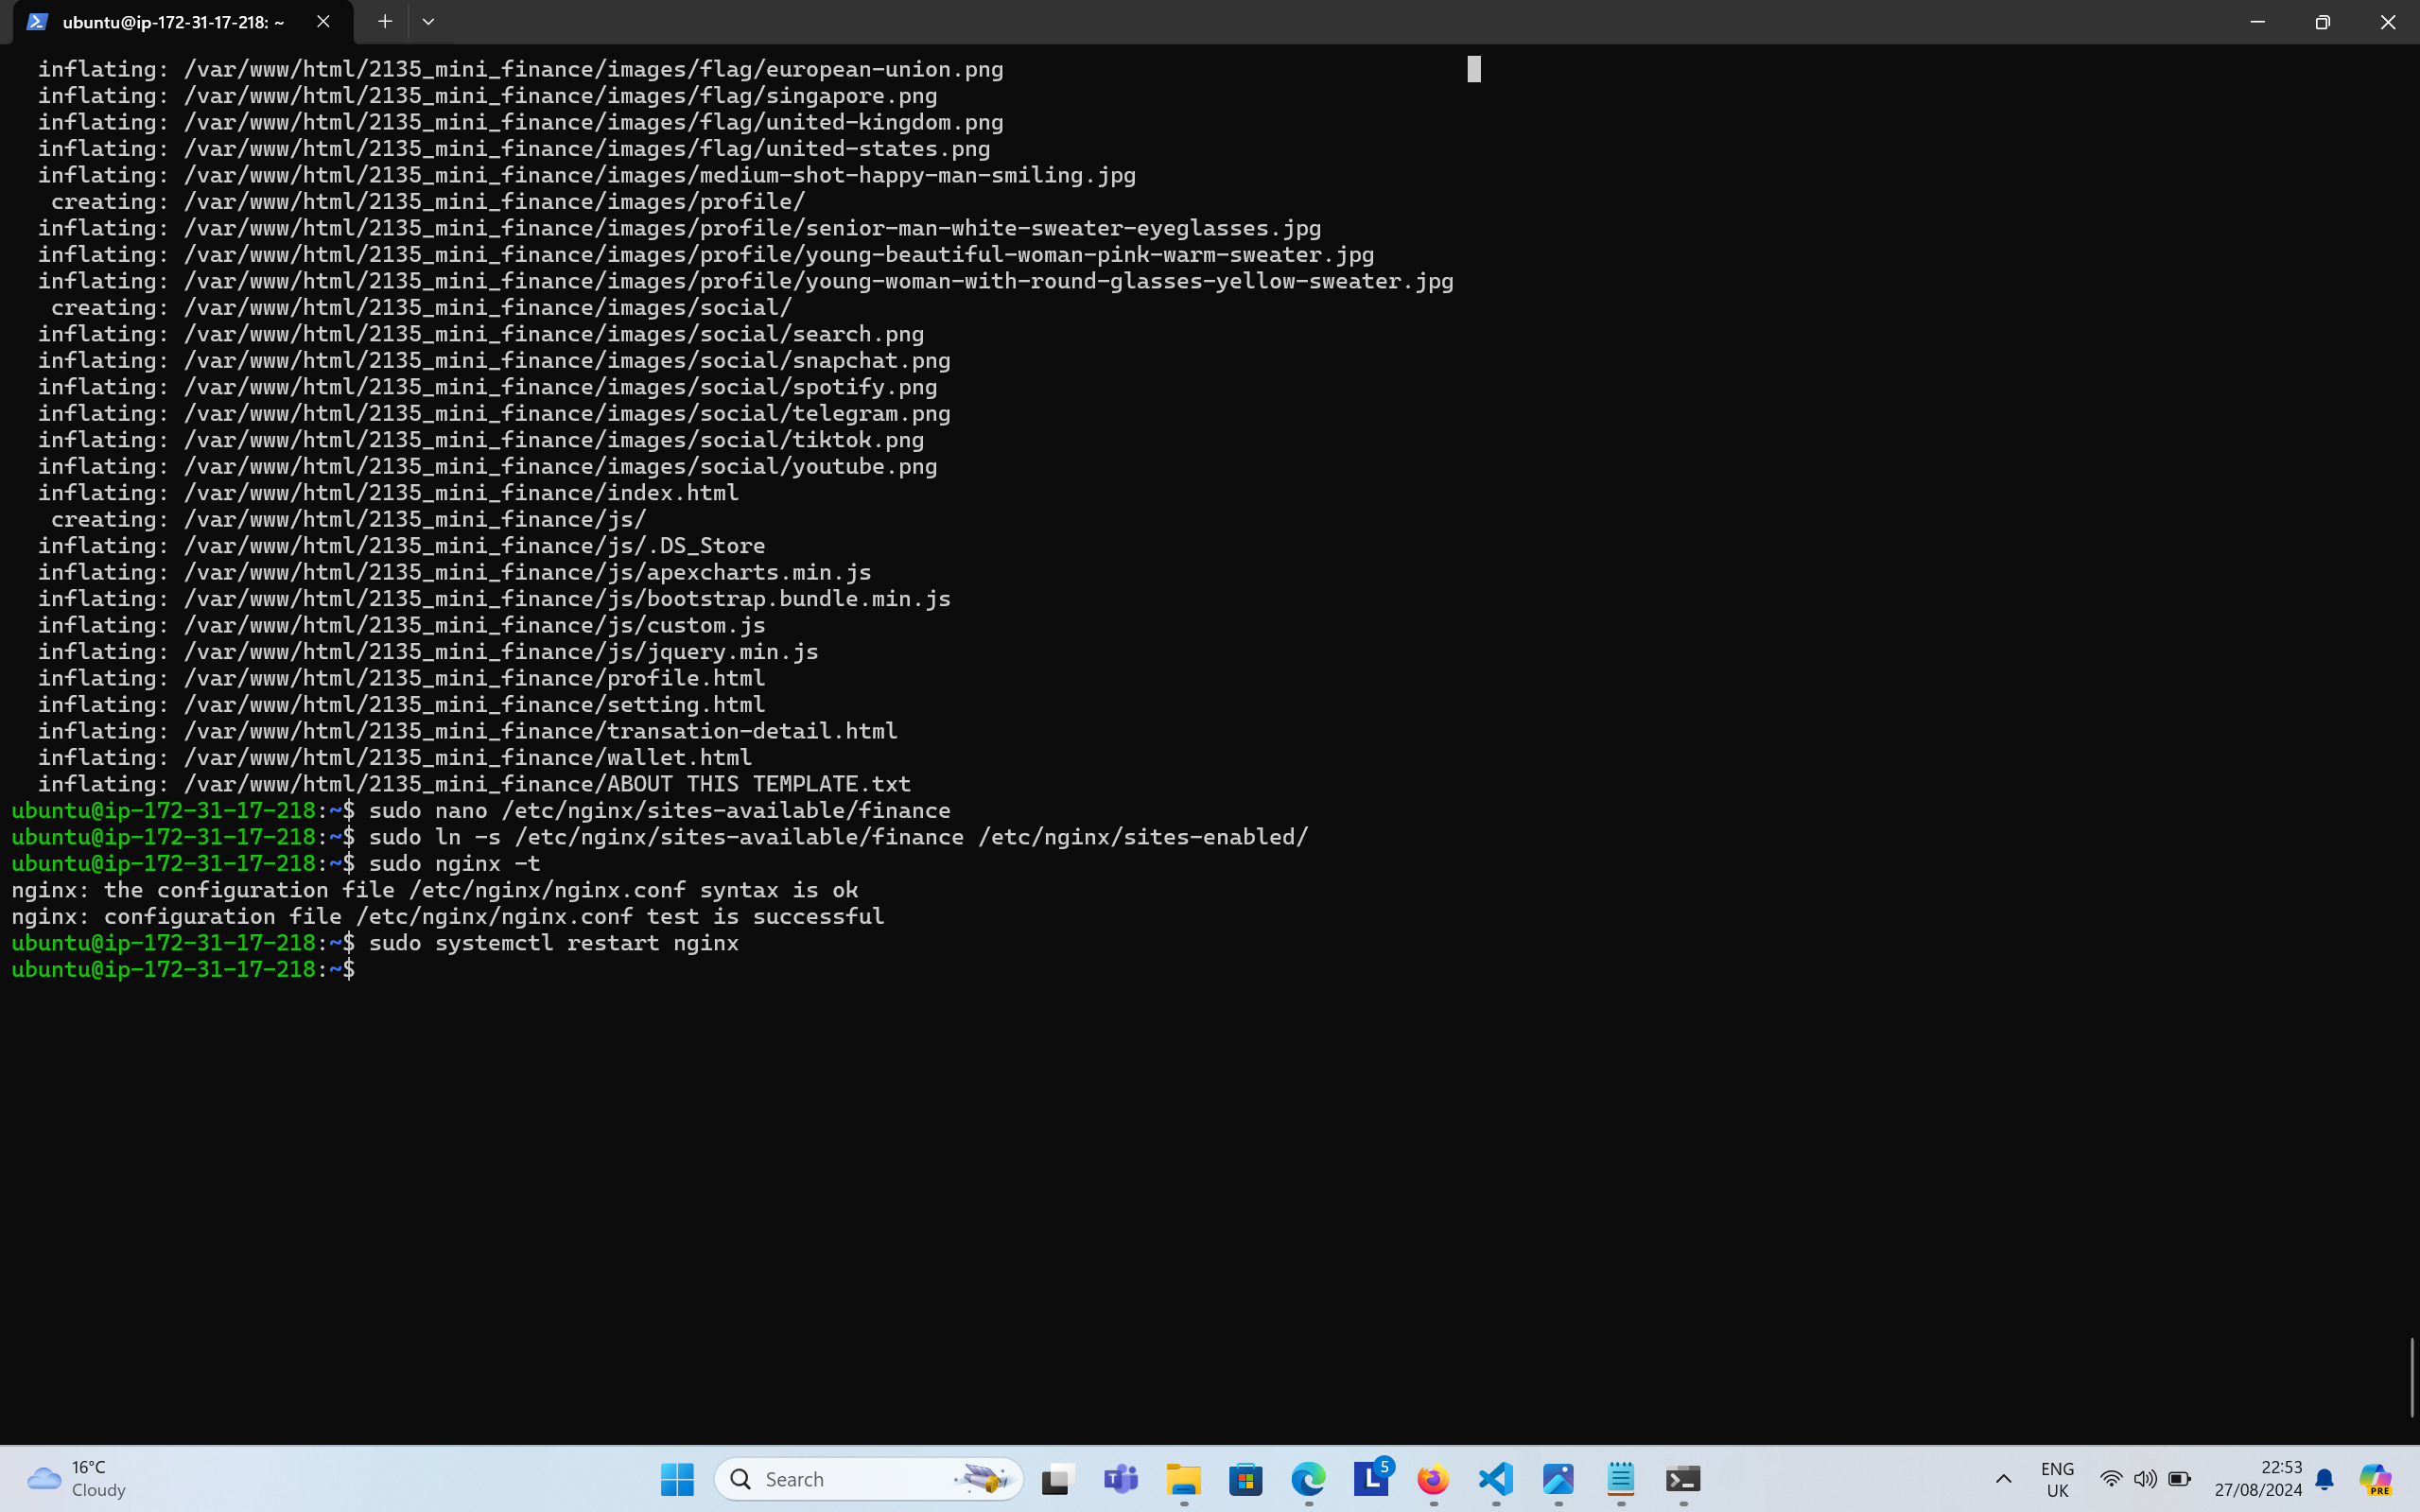 ubuntu@ip-172-31-17-218: ~
inflating: /var/www/html/2135_mini_finance/images/flag/european-union.png
inflating: /var/www/html/2135_mini_finance/images/flag/singapore.png
inflating: /var/www/html/2135_mini_finance/images/flag/united-kingdom.png
inflating: /var/www/html/2135_mini_finance/images/flag/united-states.png
inflating: /var/www/html/2135_mini_finance/images/medium-shot-happy-man-smiling.jpg
creating: /var/www/html/2135_mini_finance/images/profile/
inflating: /var/www/html/2135_mini_finance/images/profile/senior-man-white-sweater-eyeglasses.jpg
inflating: /var/www/html/2135_mini_finance/images/profile/young-beautiful-woman-pink-warm-sweater.jpg
inflating: /var/www/html/2135_mini_finance/images/profile/young-woman-with-round-glasses-yellow-sweater.jpg
creating: /var/www/html/2135_mini_finance/images/social/
inflating: /var/www/html/2135_mini_finance/images/social/search.png
inflating: /var/www/html/2135_mini_finance/images/social/snapchat.png
inflating: /var/www/html/2135_mini_finance/images/social/spotify.png
inflating: /var/www/html/2135_mini_finance/images/social/telegram.png
inflating: /var/www/html/2135_mini_finance/images/social/tiktok.png
inflating: /var/www/html/2135_mini_finance/images/social/youtube.png
inflating: /var/www/html/2135_mini_finance/index.html
creating: /var/www/html/2135_mini_finance/js/
inflating: /var/www/html/2135_mini_finance/js/.DS_Store
inflating: /var/www/html/2135_mini_finance/js/apexcharts.min.js
inflating: /var/www/html/2135_mini_finance/js/bootstrap.bundle.min.js
inflating: /var/www/html/2135_mini_finance/js/custom.js
inflating: /var/www/html/2135_mini_finance/js/jquery.min.js
inflating: /var/www/html/2135_mini_finance/profile.html
inflating: /var/www/html/2135_mini_finance/setting.html
inflating: /var/www/html/2135_mini_finance/transation-detail.html
inflating: /var/www/html/2135_mini_finance/wallet.html
inflating: /var/www/html/2135_mini_finance/ABOUT THIS TEMPLATE.txt
ubuntu@ip-172-31-17-218:~$ sudo nano /etc/nginx/sites-available/finance
ubuntu@ip-172-31-17-218:~$ sudo ln -s /etc/nginx/sites-available/finance /etc/nginx/sites-enabled/
ubuntu@ip-172-31-17-218:~$ sudo nginx -t
nginx: the configuration file /etc/nginx/nginx.conf syntax is ok
nginx: configuration file /etc/nginx/nginx.conf test is successful
ubuntu@ip-172-31-17-218:~$ sudo systemctl restart nginx
ubuntu@ip-172-31-17-218:~$
16°C
Cloudy
Search
T
L
5
ENG
UK
22:53
27/08/2024
PRE